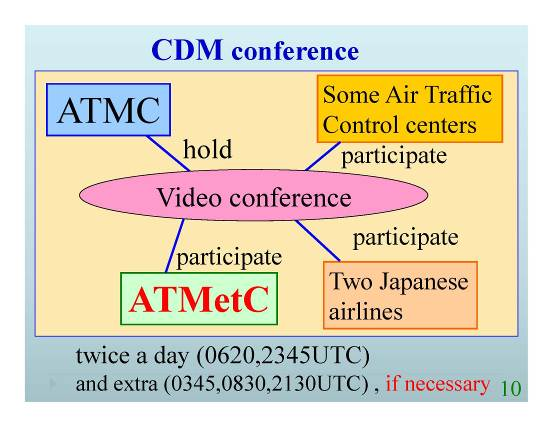 CDM conference
ATMC
Some Air Traffic
Control centers
hold
participate
Video conference
participate
participate
ATMetC
Two Japanese
airlines
twice a day (0620,2345UTC)
and extra (0345,0830,2130UTC) , if necessary
10